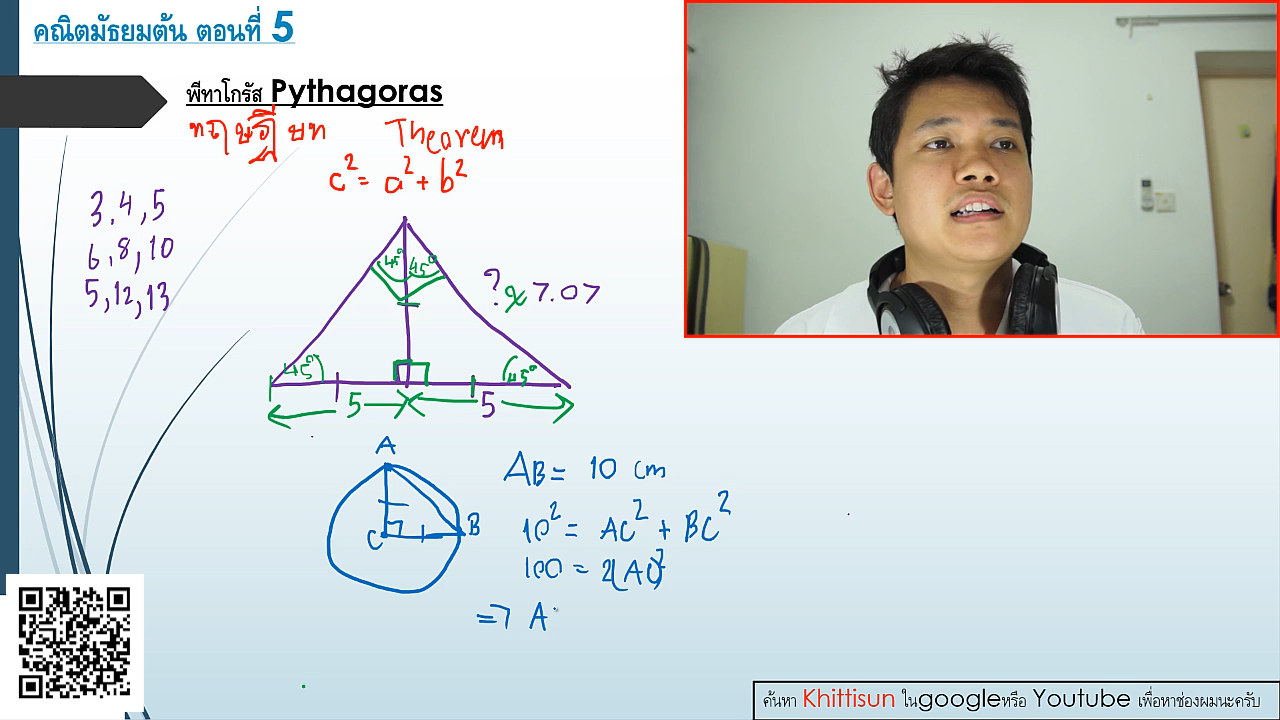 คณิตมัธยมต้น ตอนที่ 5
พีทาโกรัส Pythagoras
ทฤษฎีบท Theorem
c² = a² + b²
3, 4, 5
6, 8, 10
5, 12, 13
45° 45°
? ≈ 7.07
45° 45°
5 5
A
C B
AB = 10 cm
10² = AC² + BC²
100 = 2(AC)²
=> A
ค้นหา Khittisun ในgoogleหรือ Youtube เพื่อหาช่องผมนะครับ